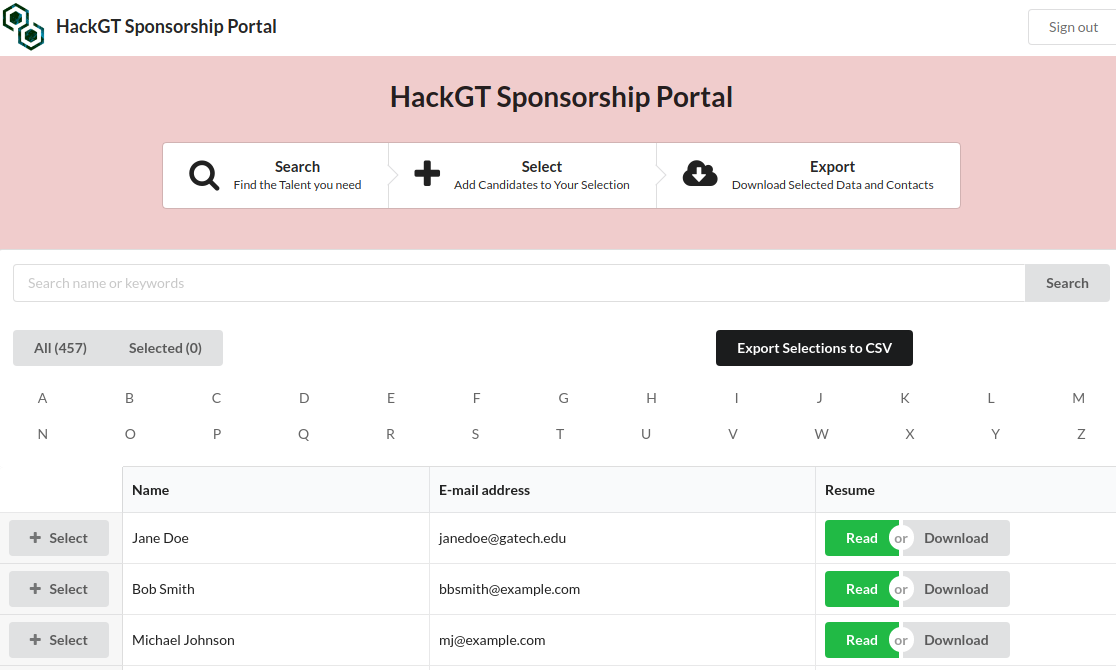 HackGT Sponsorship Portal
Sign out
HackGT Sponsorship Portal
Search
Find the Talent you need
Select
Add Candidates to Your Selection
Export
Download Selected Data and Contacts
Search name or keywords
Search
All (457)
Selected (0)
Export Selections to CSV
A B C D E F G H I J K L M
N O P Q R S T U V W X Y Z
Name E-mail address Resume
Select Jane Doe janedoe@gatech.edu Read or Download
Select Bob Smith bbsmith@example.com Read or Download
Select Michael Johnson mj@example.com Read or Download